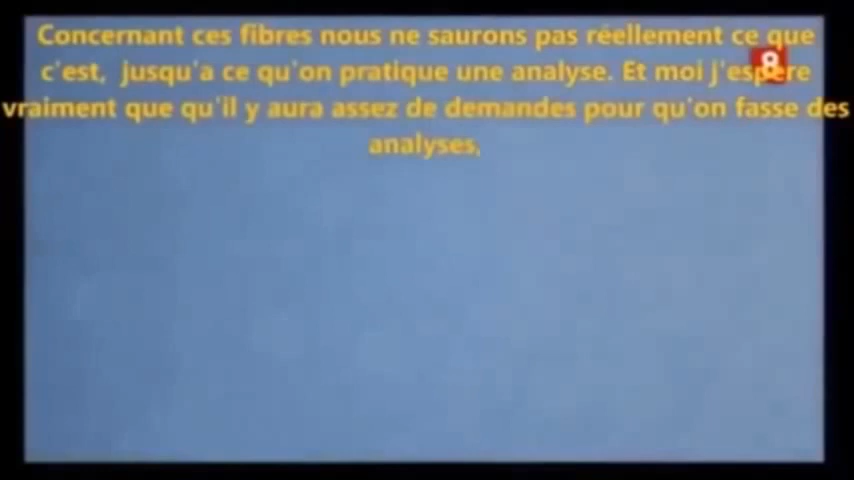 Concernant ces fibres nous ne saurons pas réellement ce que
c'est, jusqu'a ce qu'on pratique une analyse. Et moi j'espère
vraiment que qu'il y aura assez de demandes pour qu'on fasse des
analyses,
8